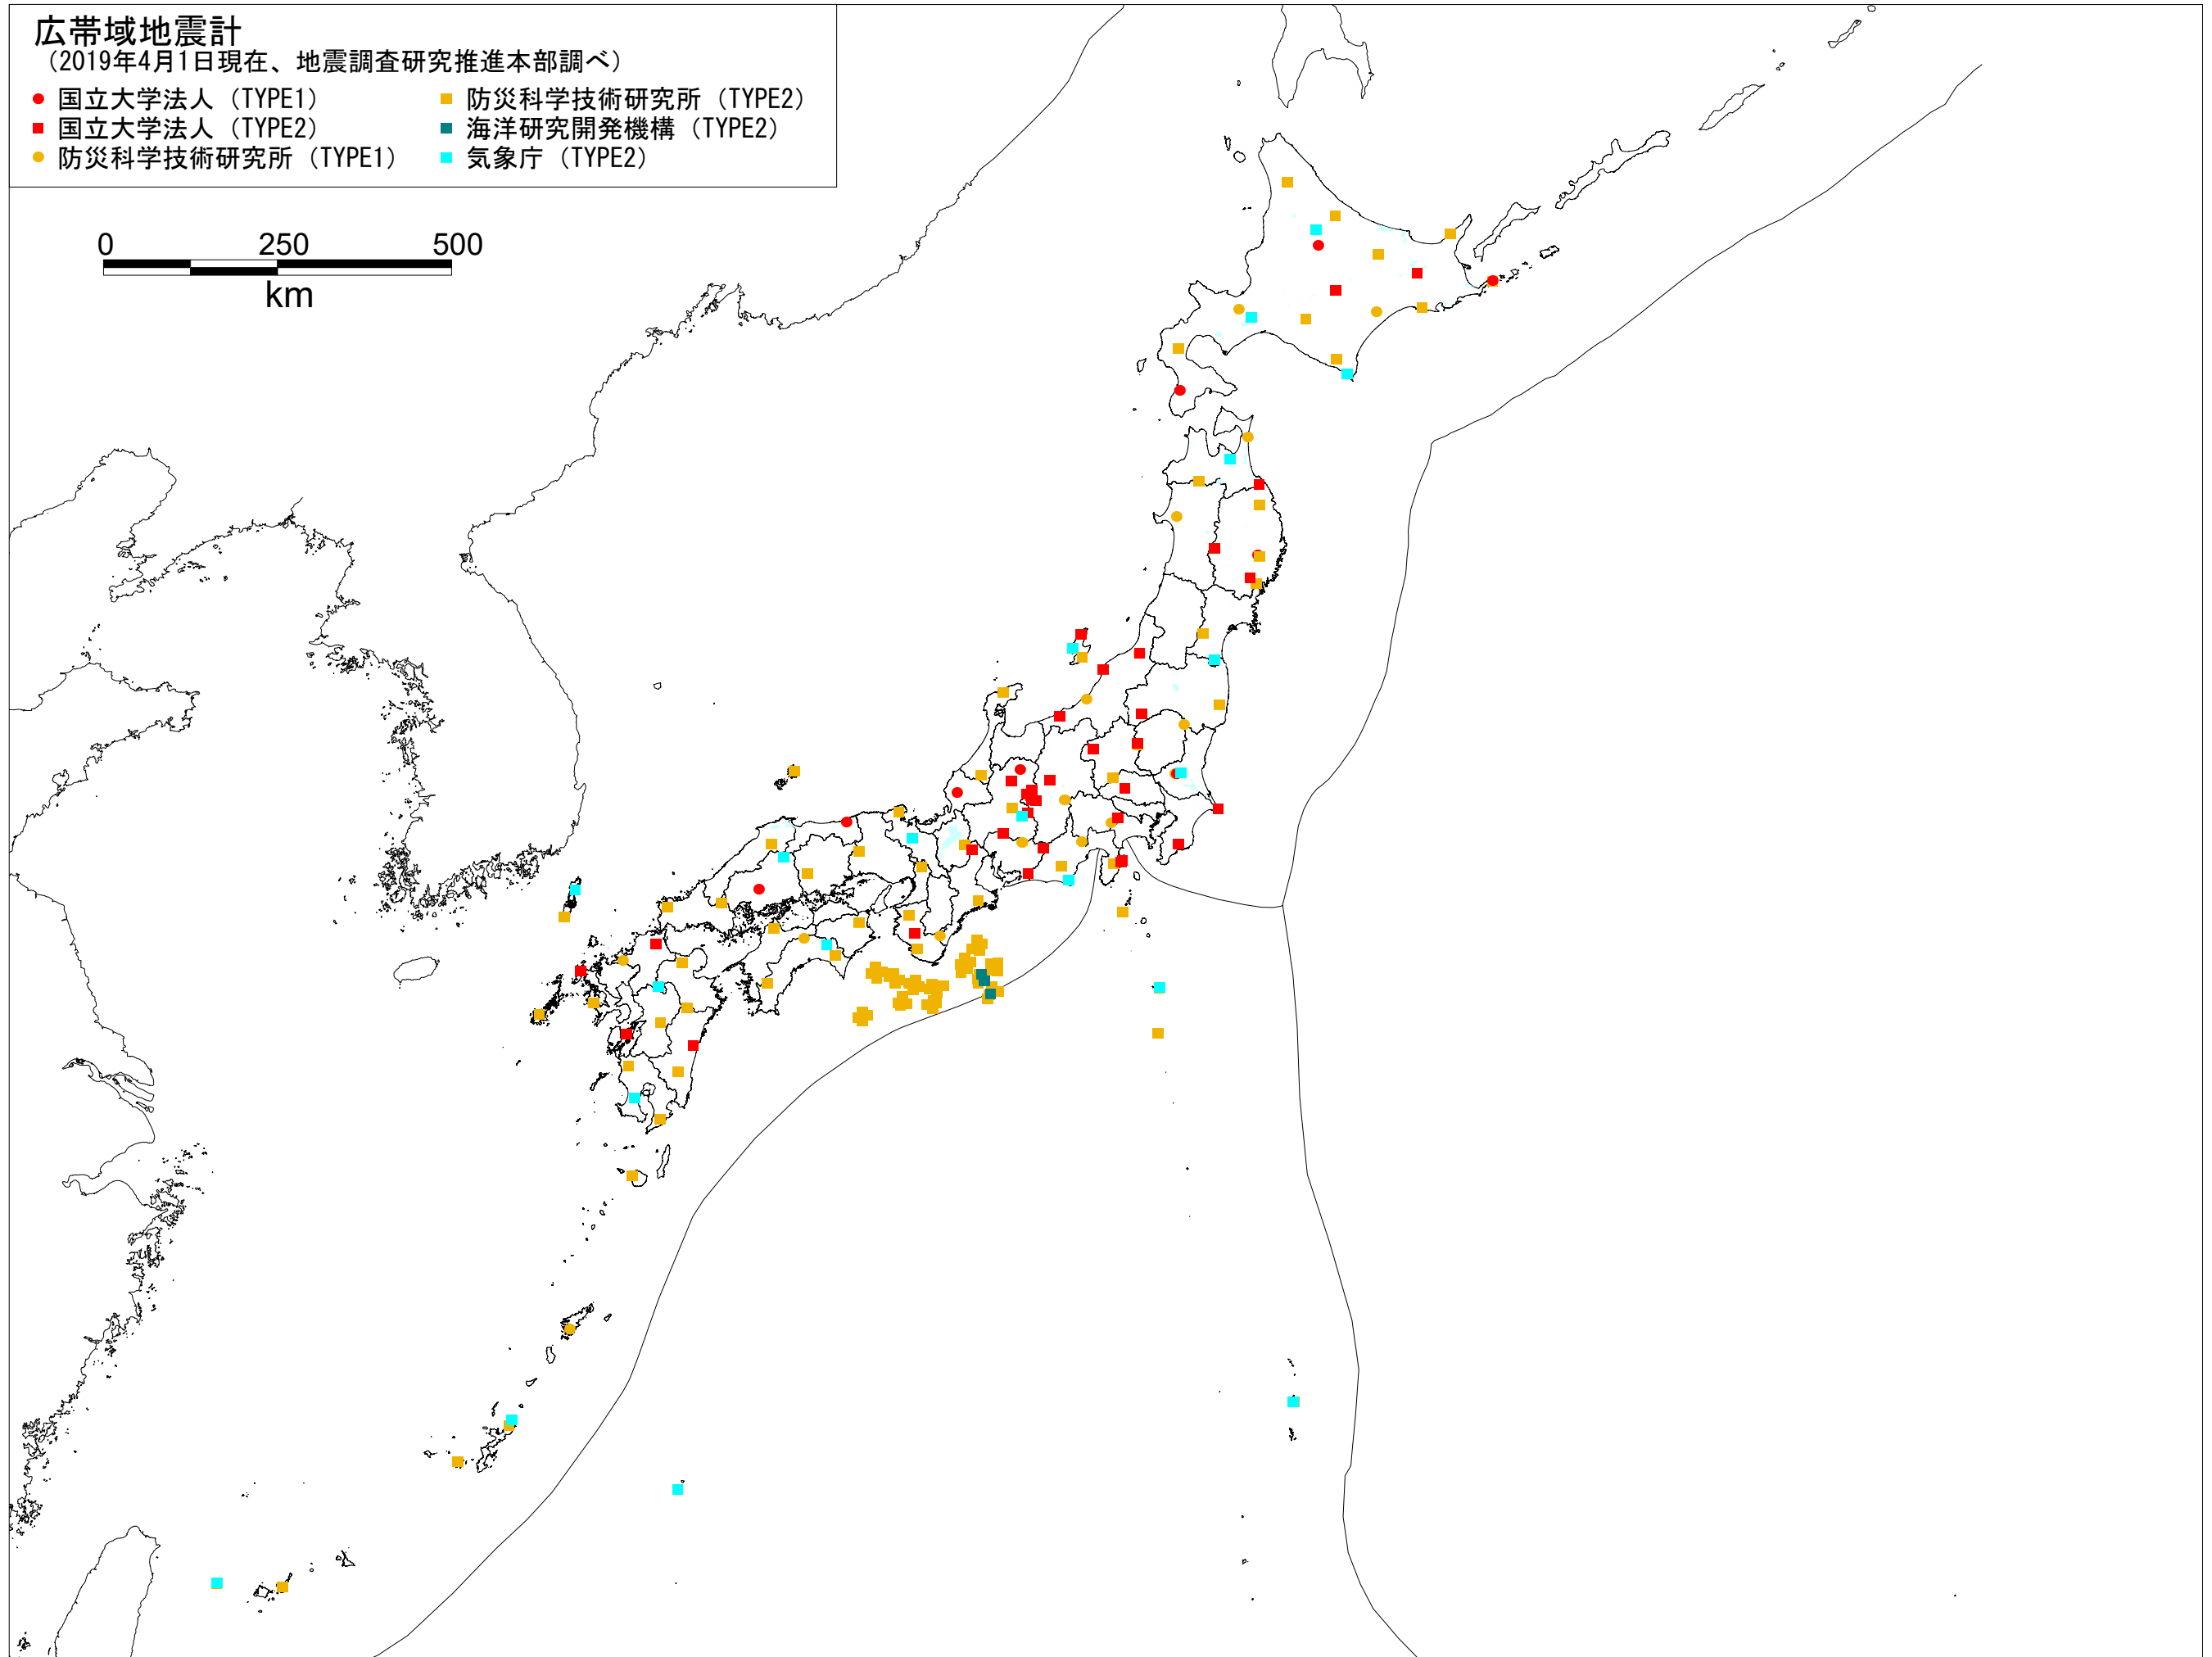 広帯域地震計
（2019年4月1日現在、地震調査研究推進本部調べ）
国立大学法人（TYPE1）
国立大学法人（TYPE2）
防災科学技術研究所（TYPE1）
防災科学技術研究所（TYPE2）
海洋研究開発機構（TYPE2）
気象庁（TYPE2）
0 250 500
km